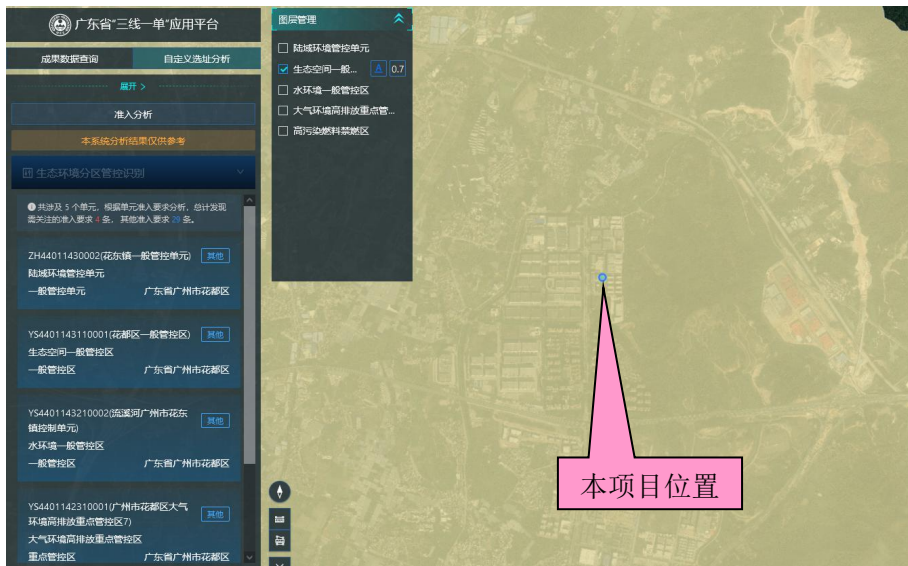 广东省“三线一单”应用平台
成果数据查询
自定义选址分析
展开 >
准入分析
本系统分析结果仅供参考
生态环境分区管控识别
共涉及 5 个单元，根据单元准入要求分析，总计发现
需关注的准入要求 4 条，其他准入要求 29 条。
ZH44011430002(花东镇一般管控单元) 其他
陆域环境管控单元
一般管控单元 广东省广州市花都区
YS4401143110001(花都区一般管控区) 其他
生态空间一般管控区
一般管控区 广东省广州市花都区
YS4401143210002(流溪河广州市花东
镇控制单元) 其他
水环境一般管控区
一般管控区 广东省广州市花都区
YS4401142310001(广州市花都区大气
环境高排放重点管控区7) 其他
大气环境高排放重点管控区
重点管控区 广东省广州市花都区
图层管理
陆域环境管控单元
生态空间一般... 0.7
水环境一般管控区
大气环境高排放重点管...
高污染燃料禁燃区
本项目位置